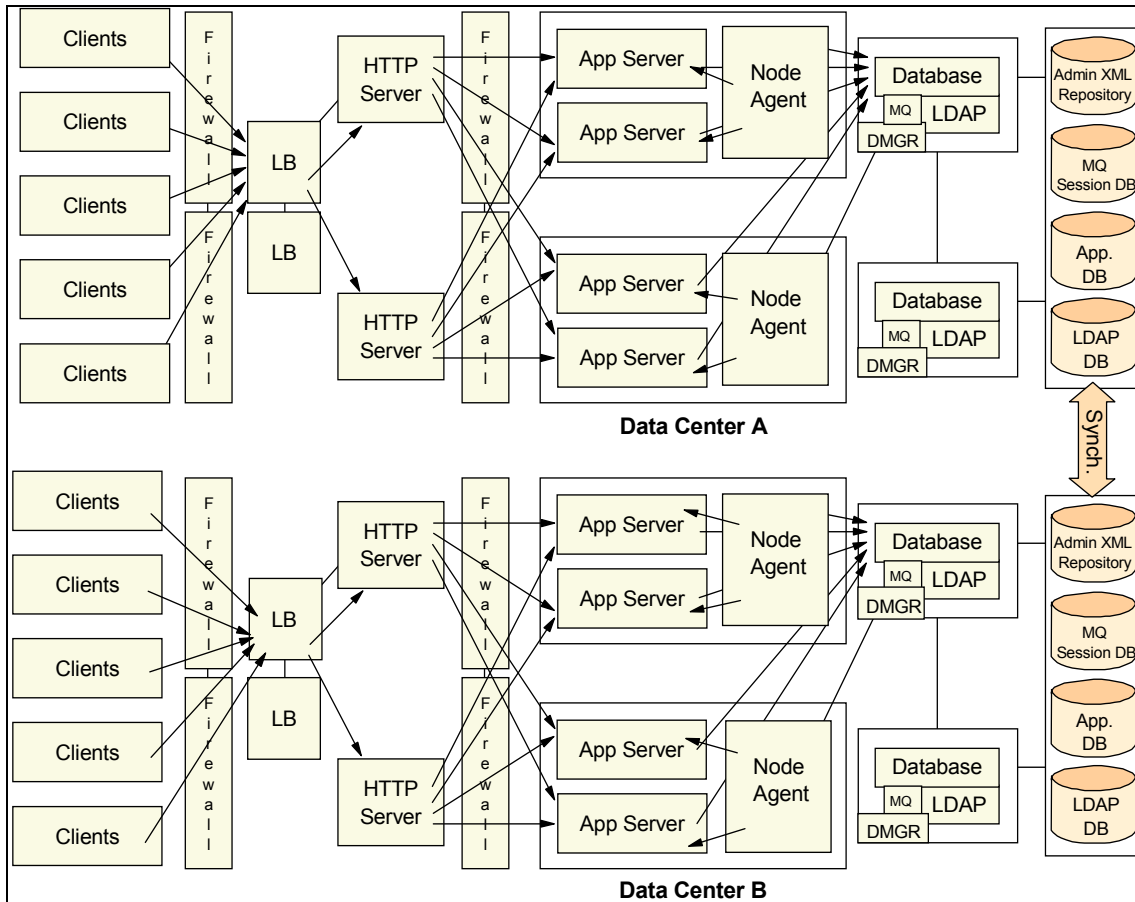 Clients
Clients
Clients
Clients
Clients
Firewall
Firewall
LB
LB
HTTP
Server
HTTP
Server
Firewall
Firewall
App Server
App Server
Node
Agent
App Server
App Server
Node
Agent
Database
MQ
LDAP
DMGR
Database
MQ
LDAP
DMGR
Admin XML
Repository
MQ
Session DB
App.
DB
LDAP
DB
Data Center A
Synch.
Clients
Clients
Clients
Clients
Clients
Firewall
Firewall
LB
LB
HTTP
Server
HTTP
Server
Firewall
Firewall
App Server
App Server
Node
Agent
App Server
App Server
Node
Agent
Database
MQ
LDAP
DMGR
Database
MQ
LDAP
DMGR
Admin XML
Repository
MQ
Session DB
App.
DB
LDAP
DB
Data Center B